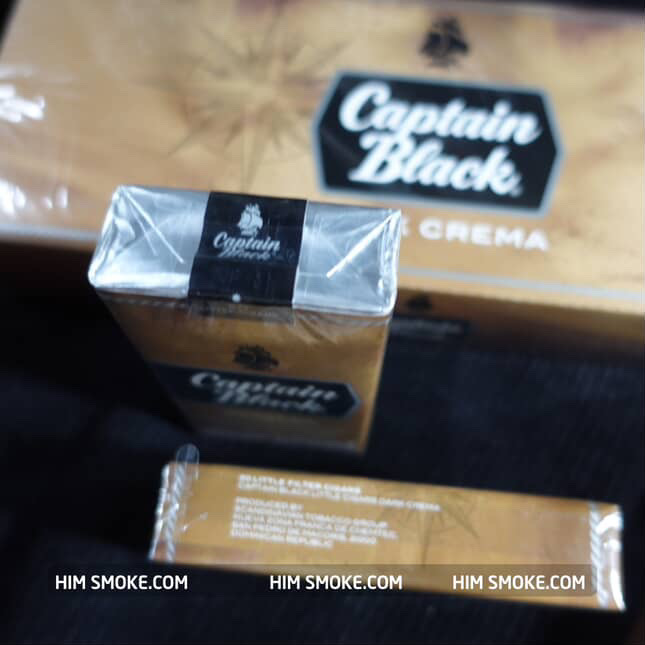 Captain
Black
CREMA
Captain
Black
Captain
Black
20 LITTLE FILTER CIGARS
CAPTAIN BLACK LITTLE CIGARS DARK CREMA
PRODUCED BY
SCANDINAVIAN TOBACCO GROUP
NUEVA ZONA FRANCA DE CAEI
SAN PEDRO DE MACORIS,
DOMINICAN REPUBLIC
HIM SMOKE.COM HIM SMOKE.COM HIM SMOKE.COM